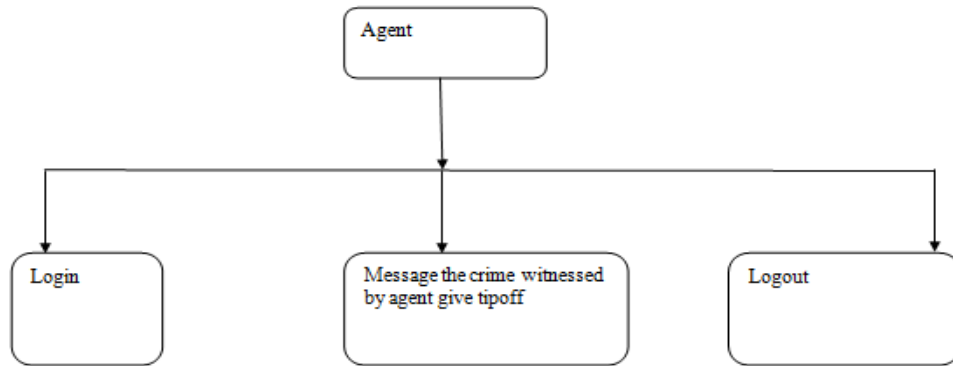 Agent
Login
Message the crime witnessed
by agent give tipoff
Logout